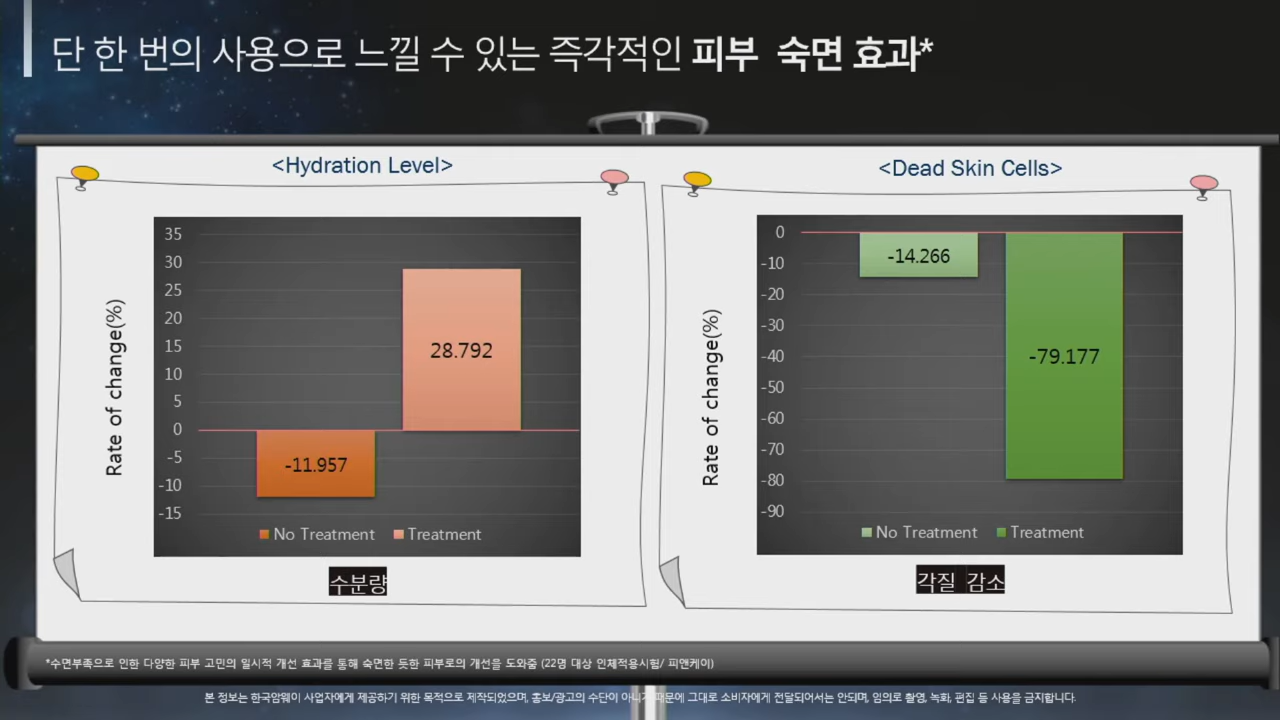 단 한 번의 사용으로 느낄 수 있는 즉각적인 피부 숙면 효과*
<Hydration Level>
Rate of change(%)
35
30
25
20
15
10
5
0
-5
-10
-15
28.792
-11.957
No Treatment Treatment
수분량
<Dead Skin Cells>
Rate of change(%)
0
-10
-20
-30
-40
-50
-60
-70
-80
-90
-14.266
-79.177
No Treatment Treatment
각질 감소
*수면부족으로 인한 다양한 피부 고민의 일시적 개선 효과를 통해 숙면한 듯한 피부로의 개선을 도와줌 (22명 대상 인체적용시험/ 피앤케이)
본 정보는 한국암웨이 사업자에게 제공하기 위한 목적으로 제작되었으며, 홍보/광고의 수단이 아니기 때문에 그대로 소비자에게 전달되어서는 안되며, 임의로 촬영, 녹화, 편집 등 사용을 금지합니다.